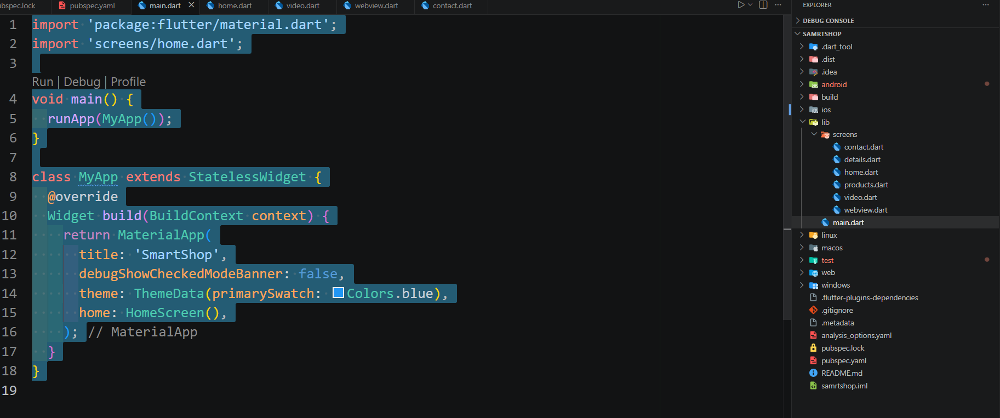 bspec.lock
pubspec.yaml
main.dart
home.dart
video.dart
webview.dart
contact.dart
1 import 'package:flutter/material.dart';
2 import 'screens/home.dart';
3
Run | Debug | Profile
4 void main() {
5 runApp(MyApp());
6 }
7
8 class MyApp extends StatelessWidget {
9 @override
10 Widget build(BuildContext context) {
11 return MaterialApp(
12 title: 'SmartShop',
13 debugShowCheckedModeBanner: false,
14 theme: ThemeData(primarySwatch: Colors.blue),
15 home: HomeScreen(),
16 ); // MaterialApp
17 }
18 }
19
EXPLORER
DEBUG CONSOLE
SAMRTSHOP
.dart_tool
.dist
.idea
android
build
ios
lib
screens
contact.dart
details.dart
home.dart
products.dart
video.dart
webview.dart
main.dart
linux
macos
test
web
windows
.flutter-plugins-dependencies
.gitignore
.metadata
analysis_options.yaml
pubspec.lock
pubspec.yaml
README.md
samrtshop.iml